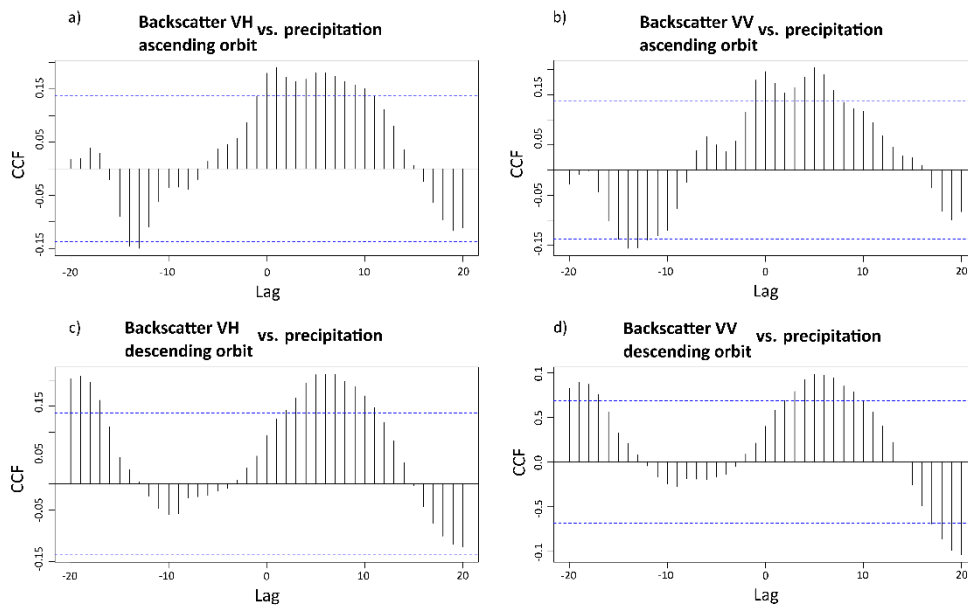 a)
Backscatter VH vs. precipitation
ascending orbit
CCF
0.15
0.05
-0.05
-0.15
-20 -10 0 10 20
Lag
b)
Backscatter VV vs. precipitation
ascending orbit
CCF
0.15
0.05
-0.05
-0.15
-20 -10 0 10 20
Lag
c)
Backscatter VH vs. precipitation
descending orbit
CCF
0.15
0.05
-0.05
-0.15
-20 -10 0 10 20
Lag
d)
Backscatter VV vs. precipitation
descending orbit
CCF
0.1
0.5
0.0
-0.5
-0.1
-20 -10 0 10 20
Lag